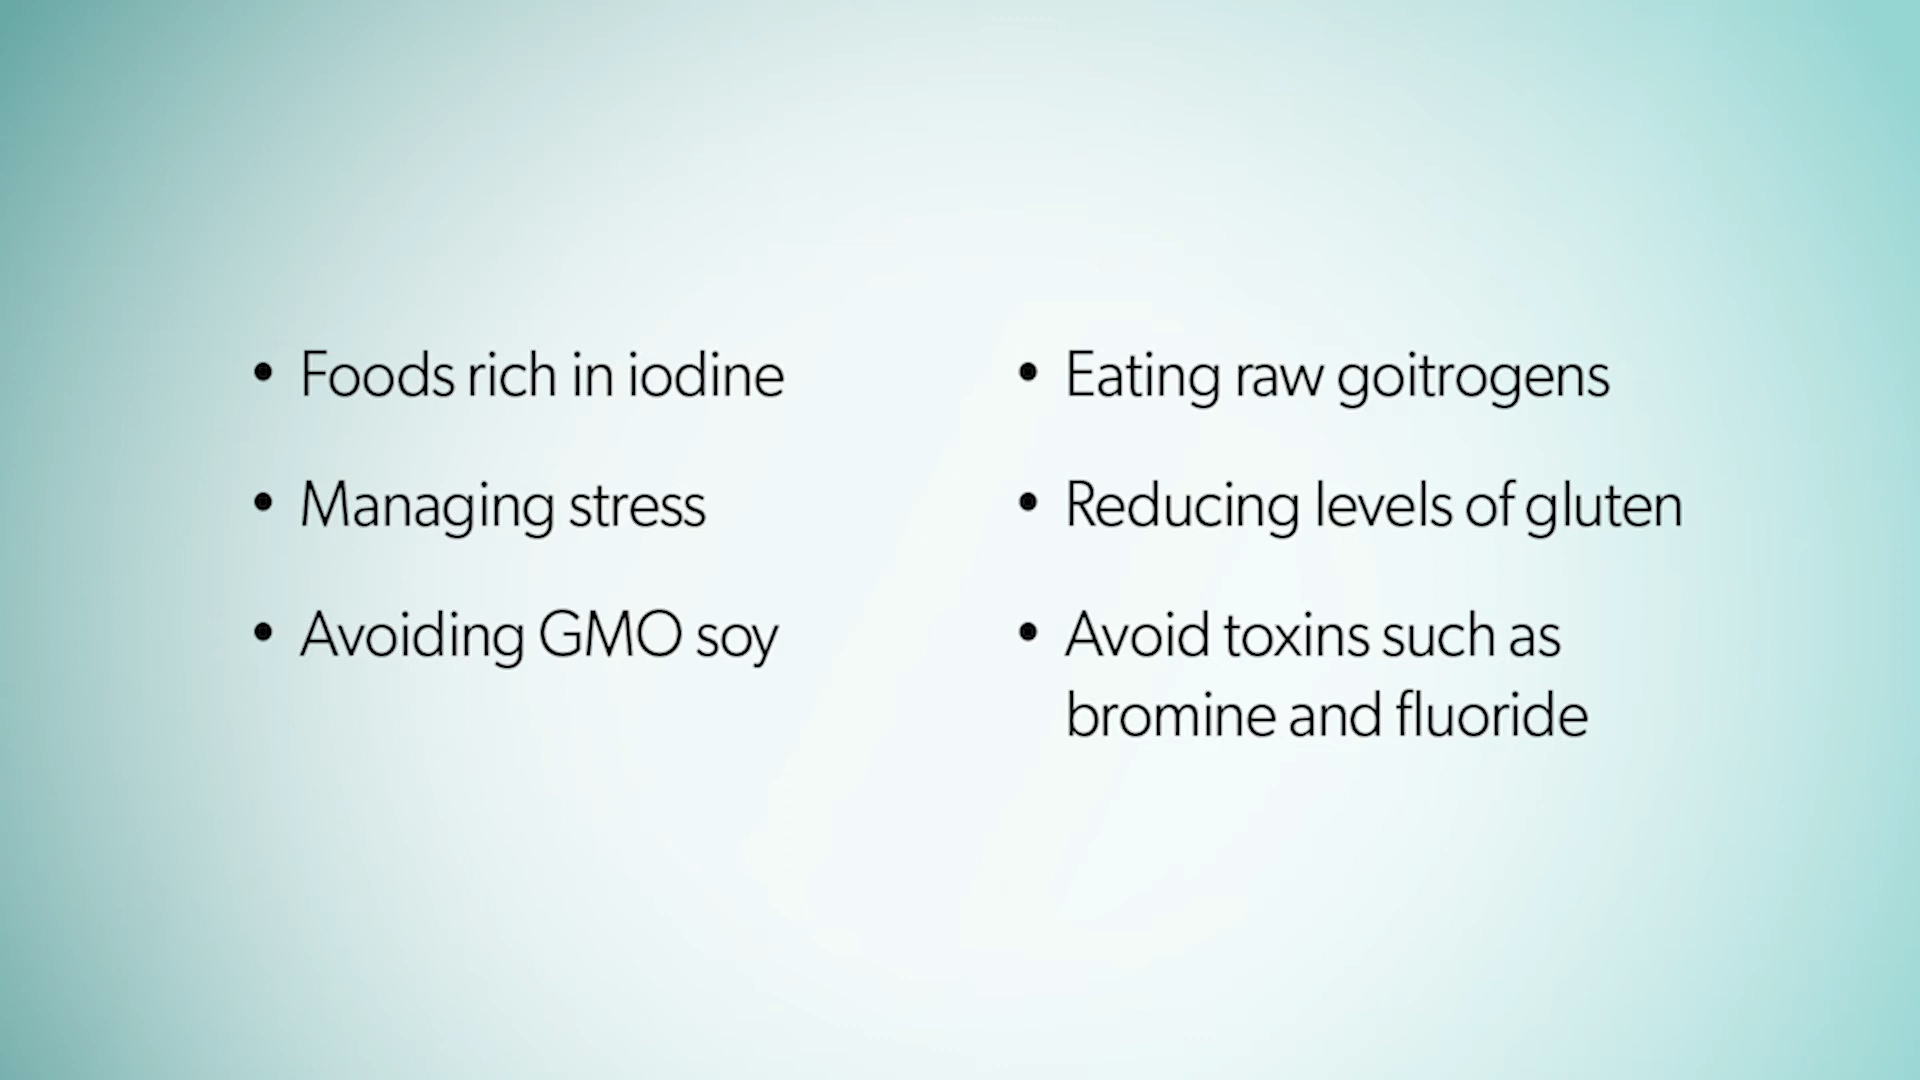 • Foods rich in iodine
• Managing stress
• Avoiding GMO soy
• Eating raw goitrogens
• Reducing levels of gluten
• Avoid toxins such as
bromine and fluoride